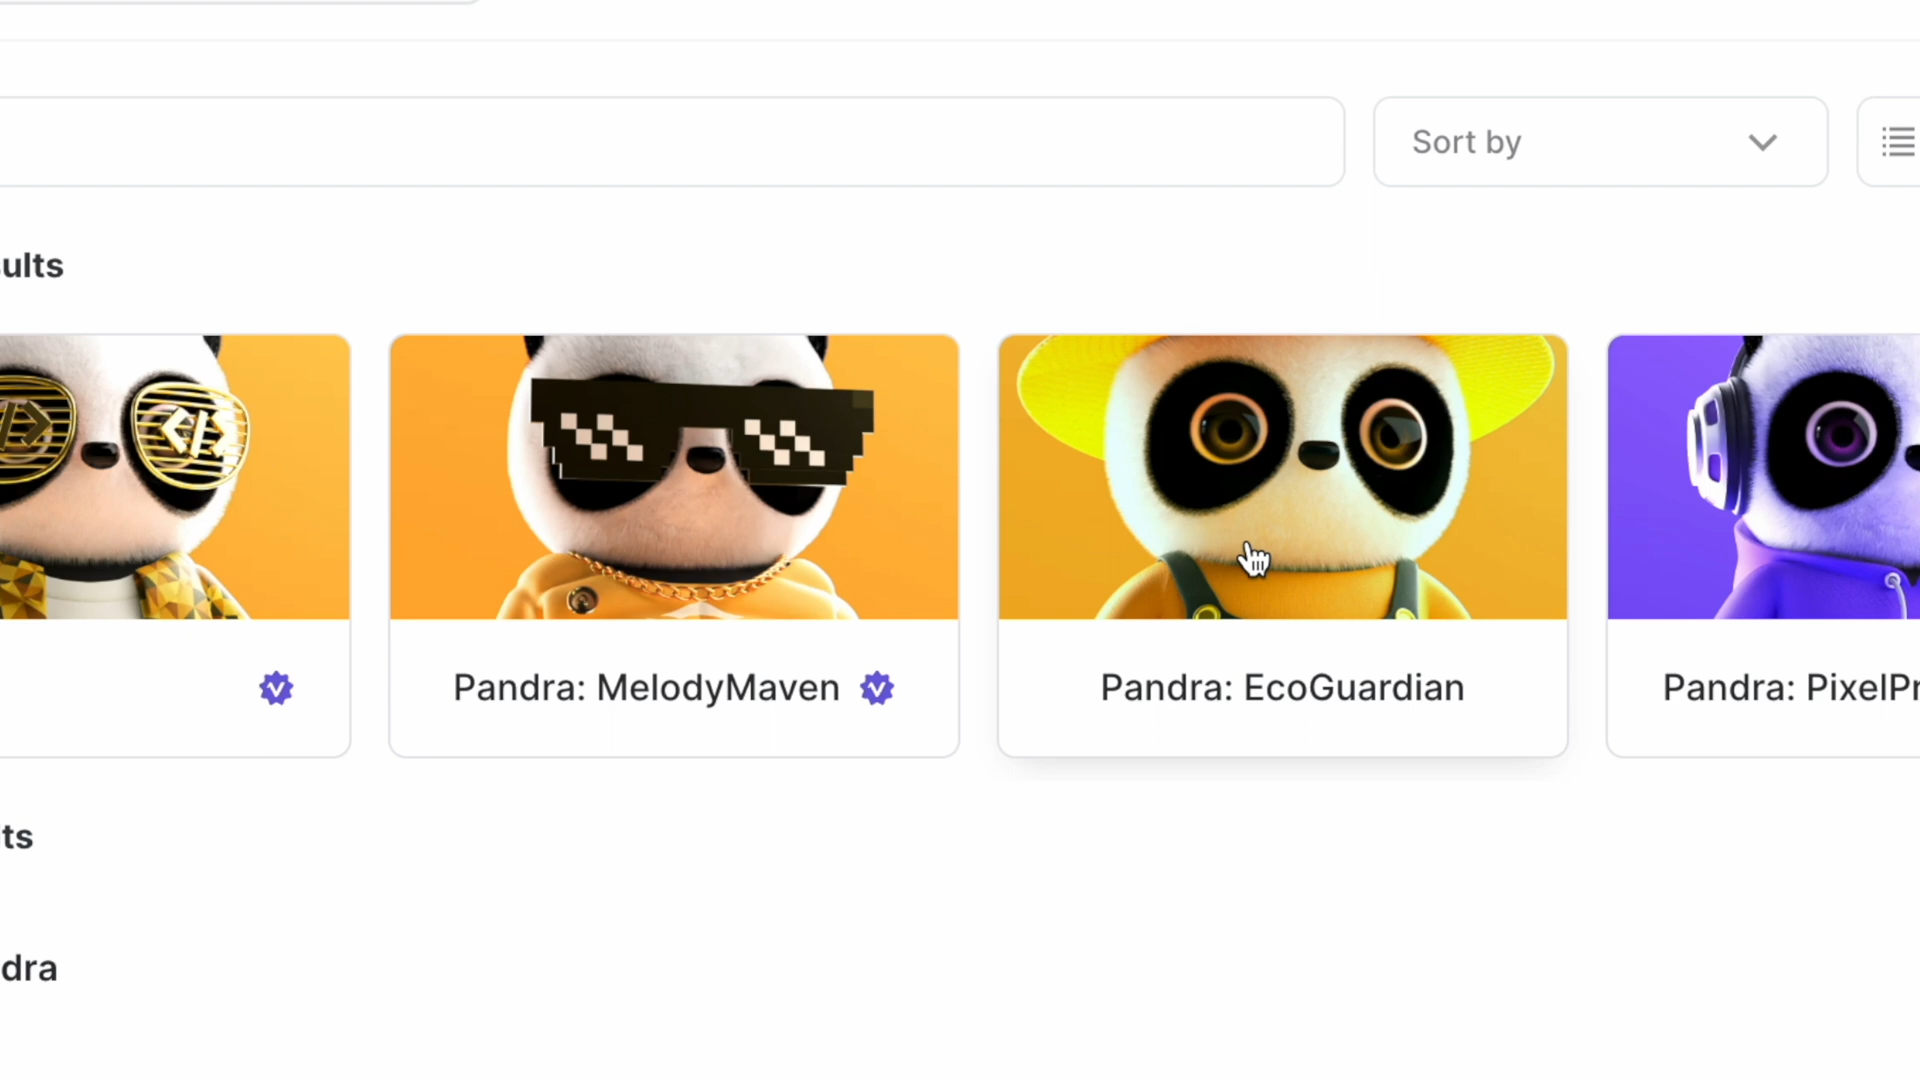 Sort by
ults
Pandra: MelodyMaven
Pandra: EcoGuardian
Pandra: PixelPr
ts
dra